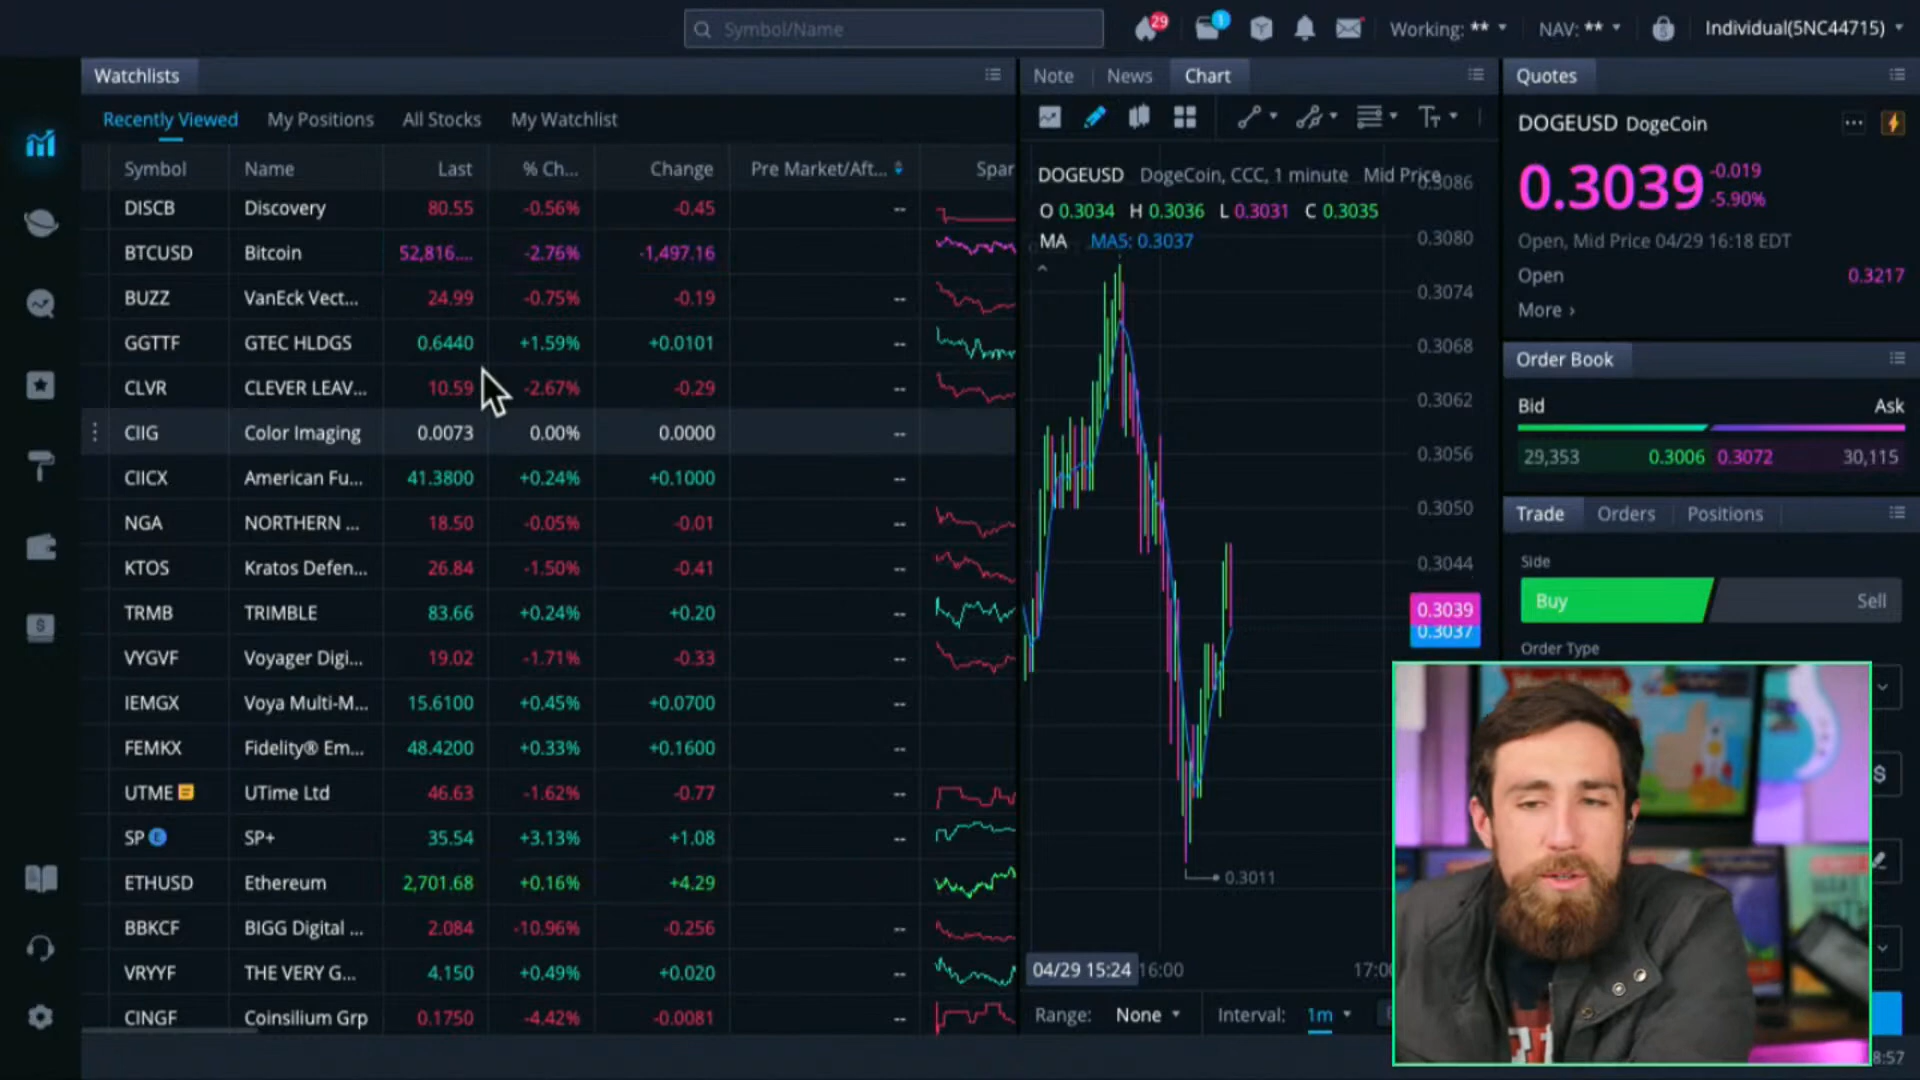 Symbol/Name 29 1 Working: ** NAV: ** Individual(5NC44715)
Watchlists
Recently Viewed My Positions All Stocks My Watchlist
Symbol Name Last % Ch... Change Pre Market/Aft... Spar
DISCB Discovery 80.55 -0.56% -0.45 --
BTCUSD Bitcoin 52,816.... -2.76% -1,497.16
BUZZ VanEck Vect... 24.99 -0.75% -0.19 --
GGTTF GTEC HLDGS 0.6440 +1.59% +0.0101 --
CLVR CLEVER LEAV... 10.59 -2.67% -0.29 --
CIIG Color Imaging 0.0073 0.00% 0.0000 --
CIICX American Fu... 41.3800 +0.24% +0.1000 --
NGA NORTHERN ... 18.50 -0.05% -0.01 --
KTOS Kratos Defen... 26.84 -1.50% -0.41 --
TRMB TRIMBLE 83.66 +0.24% +0.20 --
VYGVF Voyager Digi... 19.02 -1.71% -0.33 --
IEMGX Voya Multi-M... 15.6100 +0.45% +0.0700 --
FEMKX Fidelity® Em... 48.4200 +0.33% +0.1600 --
UTME UTime Ltd 46.63 -1.62% -0.77 --
SP E SP+ 35.54 +3.13% +1.08 --
ETHUSD Ethereum 2,701.68 +0.16% +4.29
BBKCF BIGG Digital ... 2.084 -10.96% -0.256 --
VRYYF THE VERY G... 4.150 +0.49% +0.020 --
CINGF Coinsilium Grp 0.1750 -4.42% -0.0081 --
Note News Chart
DOGEUSD DogeCoin, CCC, 1 minute Mid Price
O 0.3034 H 0.3036 L 0.3031 C 0.3035
MA MA5: 0.3037
0.3086
0.3080
0.3074
0.3068
0.3062
0.3056
0.3050
0.3044
0.3039
0.3037
0.3011
04/29 15:24 16:00 17:00
Range: None Interval: 1m
Quotes
DOGEUSD DogeCoin
0.3039 -0.019
-5.90%
Open, Mid Price 04/29 16:18 EDT
Open 0.3217
More ›
Order Book
Bid Ask
29,353 0.3006 0.3072 30,115
Trade Orders Positions
Side
Buy Sell
Order Type
$
8:57